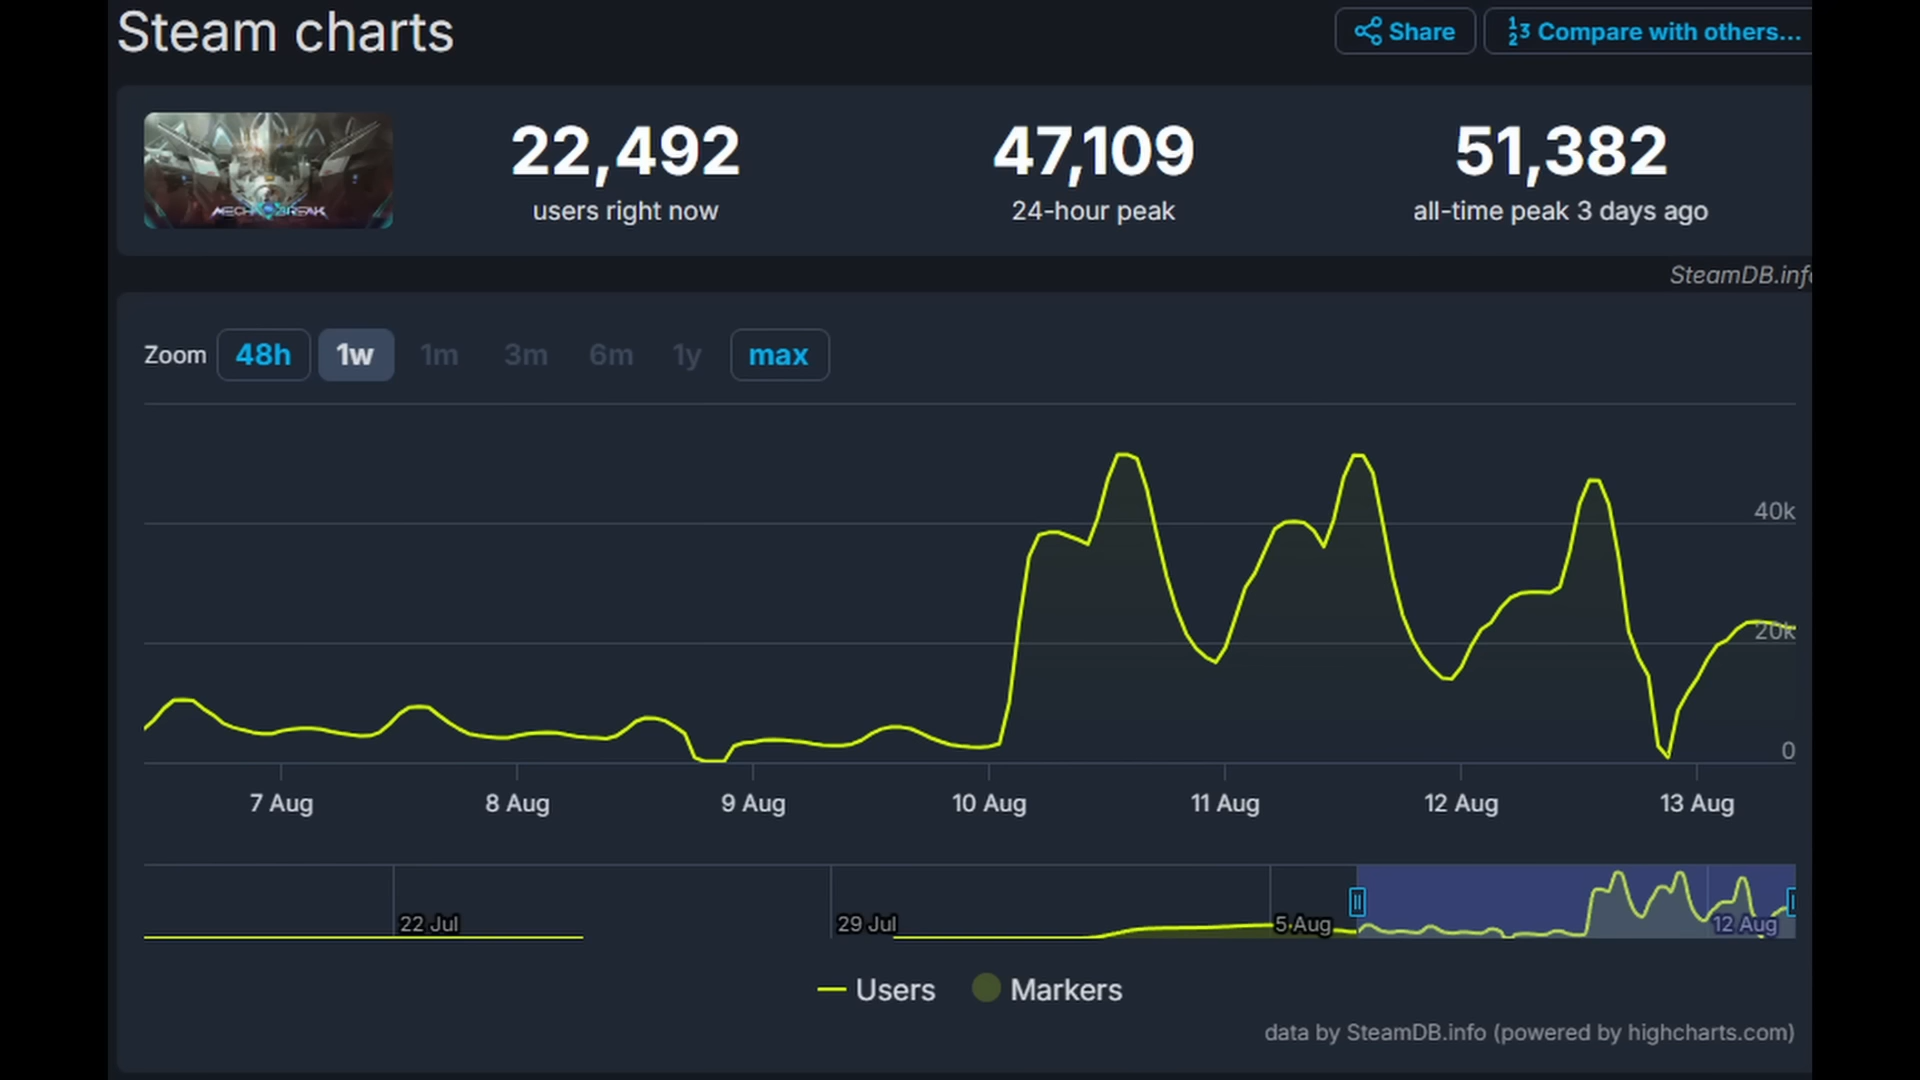 Steam charts
Share
Compare with others...
MECHA BREAK
22,492
users right now
47,109
24-hour peak
51,382
all-time peak 3 days ago
SteamDB.info
Zoom 48h 1w 1m 3m 6m 1y max
40k
20k
0
7 Aug 8 Aug 9 Aug 10 Aug 11 Aug 12 Aug 13 Aug
22 Jul 29 Jul 5 Aug 12 Aug
Users Markers
data by SteamDB.info (powered by highcharts.com)